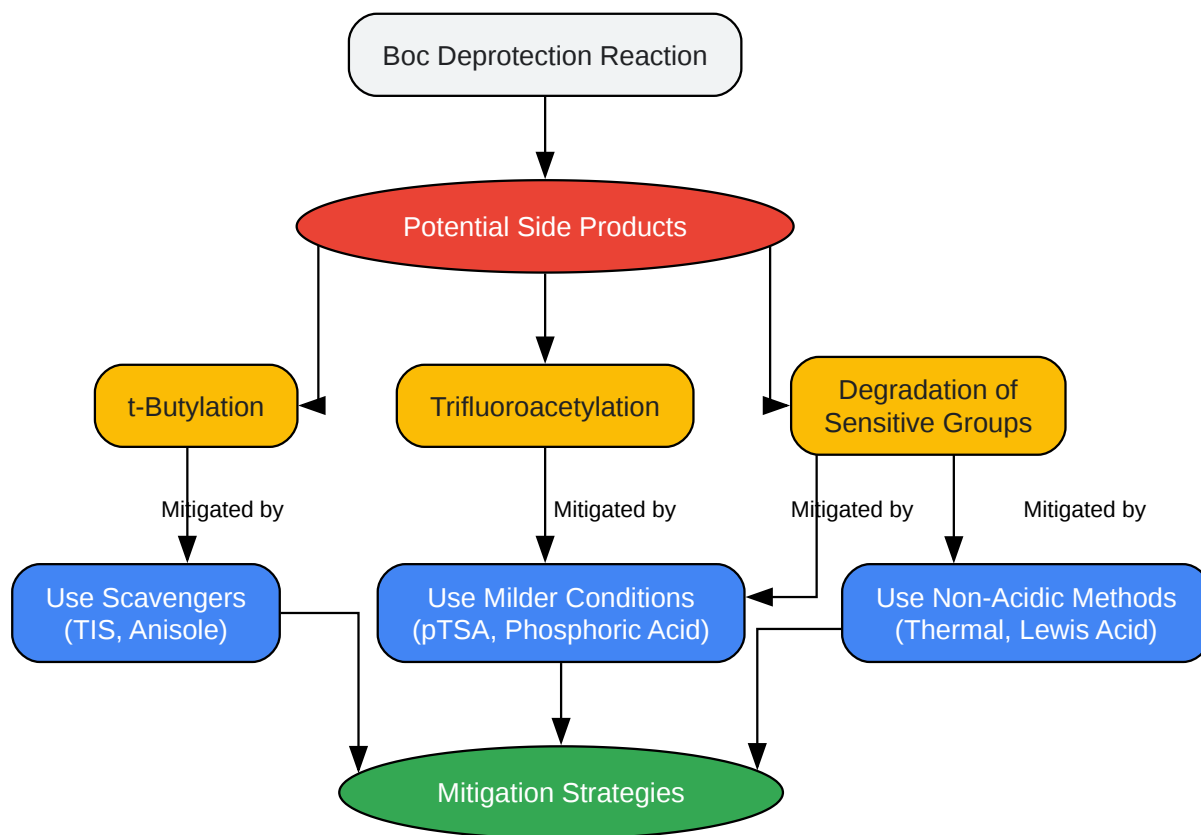 Boc Deprotection Reaction
Potential Side Products
t-Butylation
Trifluoroacetylation
Degradation of
Sensitive Groups
Mitigated by
Mitigated by
Mitigated by
Mitigated by
Use Scavengers
(TIS, Anisole)
Use Milder Conditions
(pTSA, Phosphoric Acid)
Use Non-Acidic Methods
(Thermal, Lewis Acid)
Mitigation Strategies